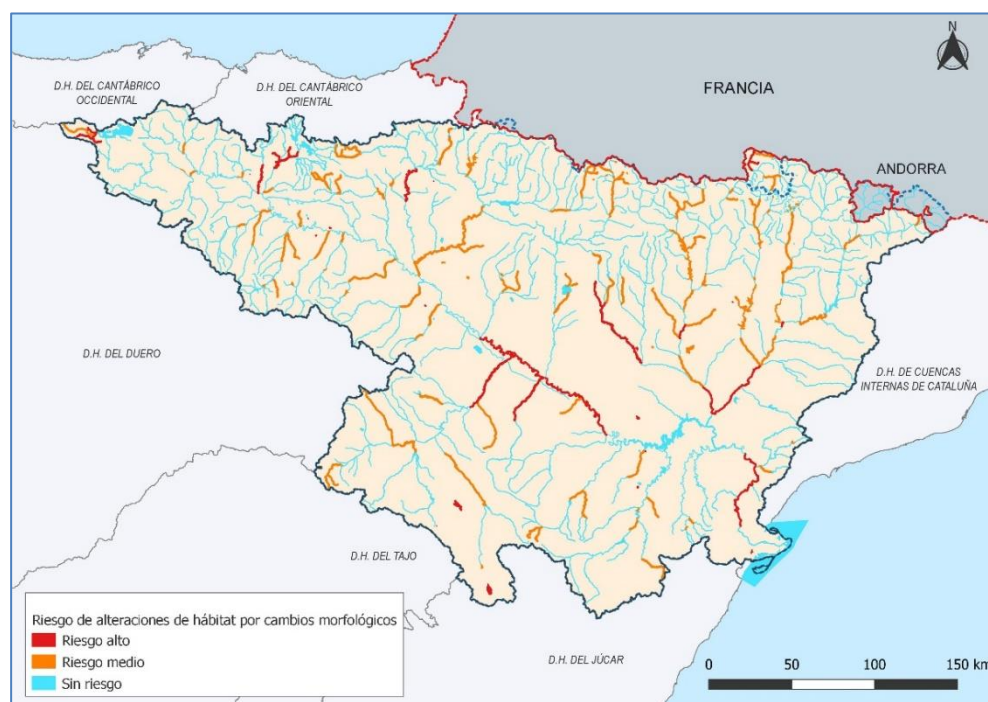 N
D.H. DEL CANTÁBRICO
OCCIDENTAL
D.H. DEL CANTÁBRICO
ORIENTAL
FRANCIA
ANDORRA
D.H. DEL DUERO
D.H. DE CUENCAS
INTERNAS DE CATALUÑA
D.H. DEL TAJO
D.H. DEL JÚCAR
Riesgo de alteraciones de hábitat por cambios morfológicos
Riesgo alto
Riesgo medio
Sin riesgo
0 50 100 150 km